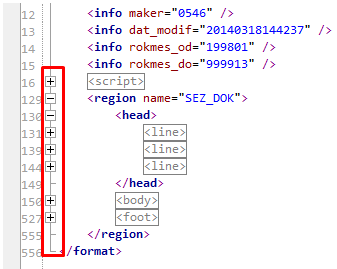 12 <info maker="0546" />
13 <info dat_modif="20140318144237" />
14 <info rokmes_od="199801" />
15 <info rokmes_do="999913" />
16 <script>
129 <region name="SEZ_DOK">
130 <head>
131 <line>
139 <line>
144 <line>
149 </head>
150 <body>
527 <foot>
555 </region>
556 </format>